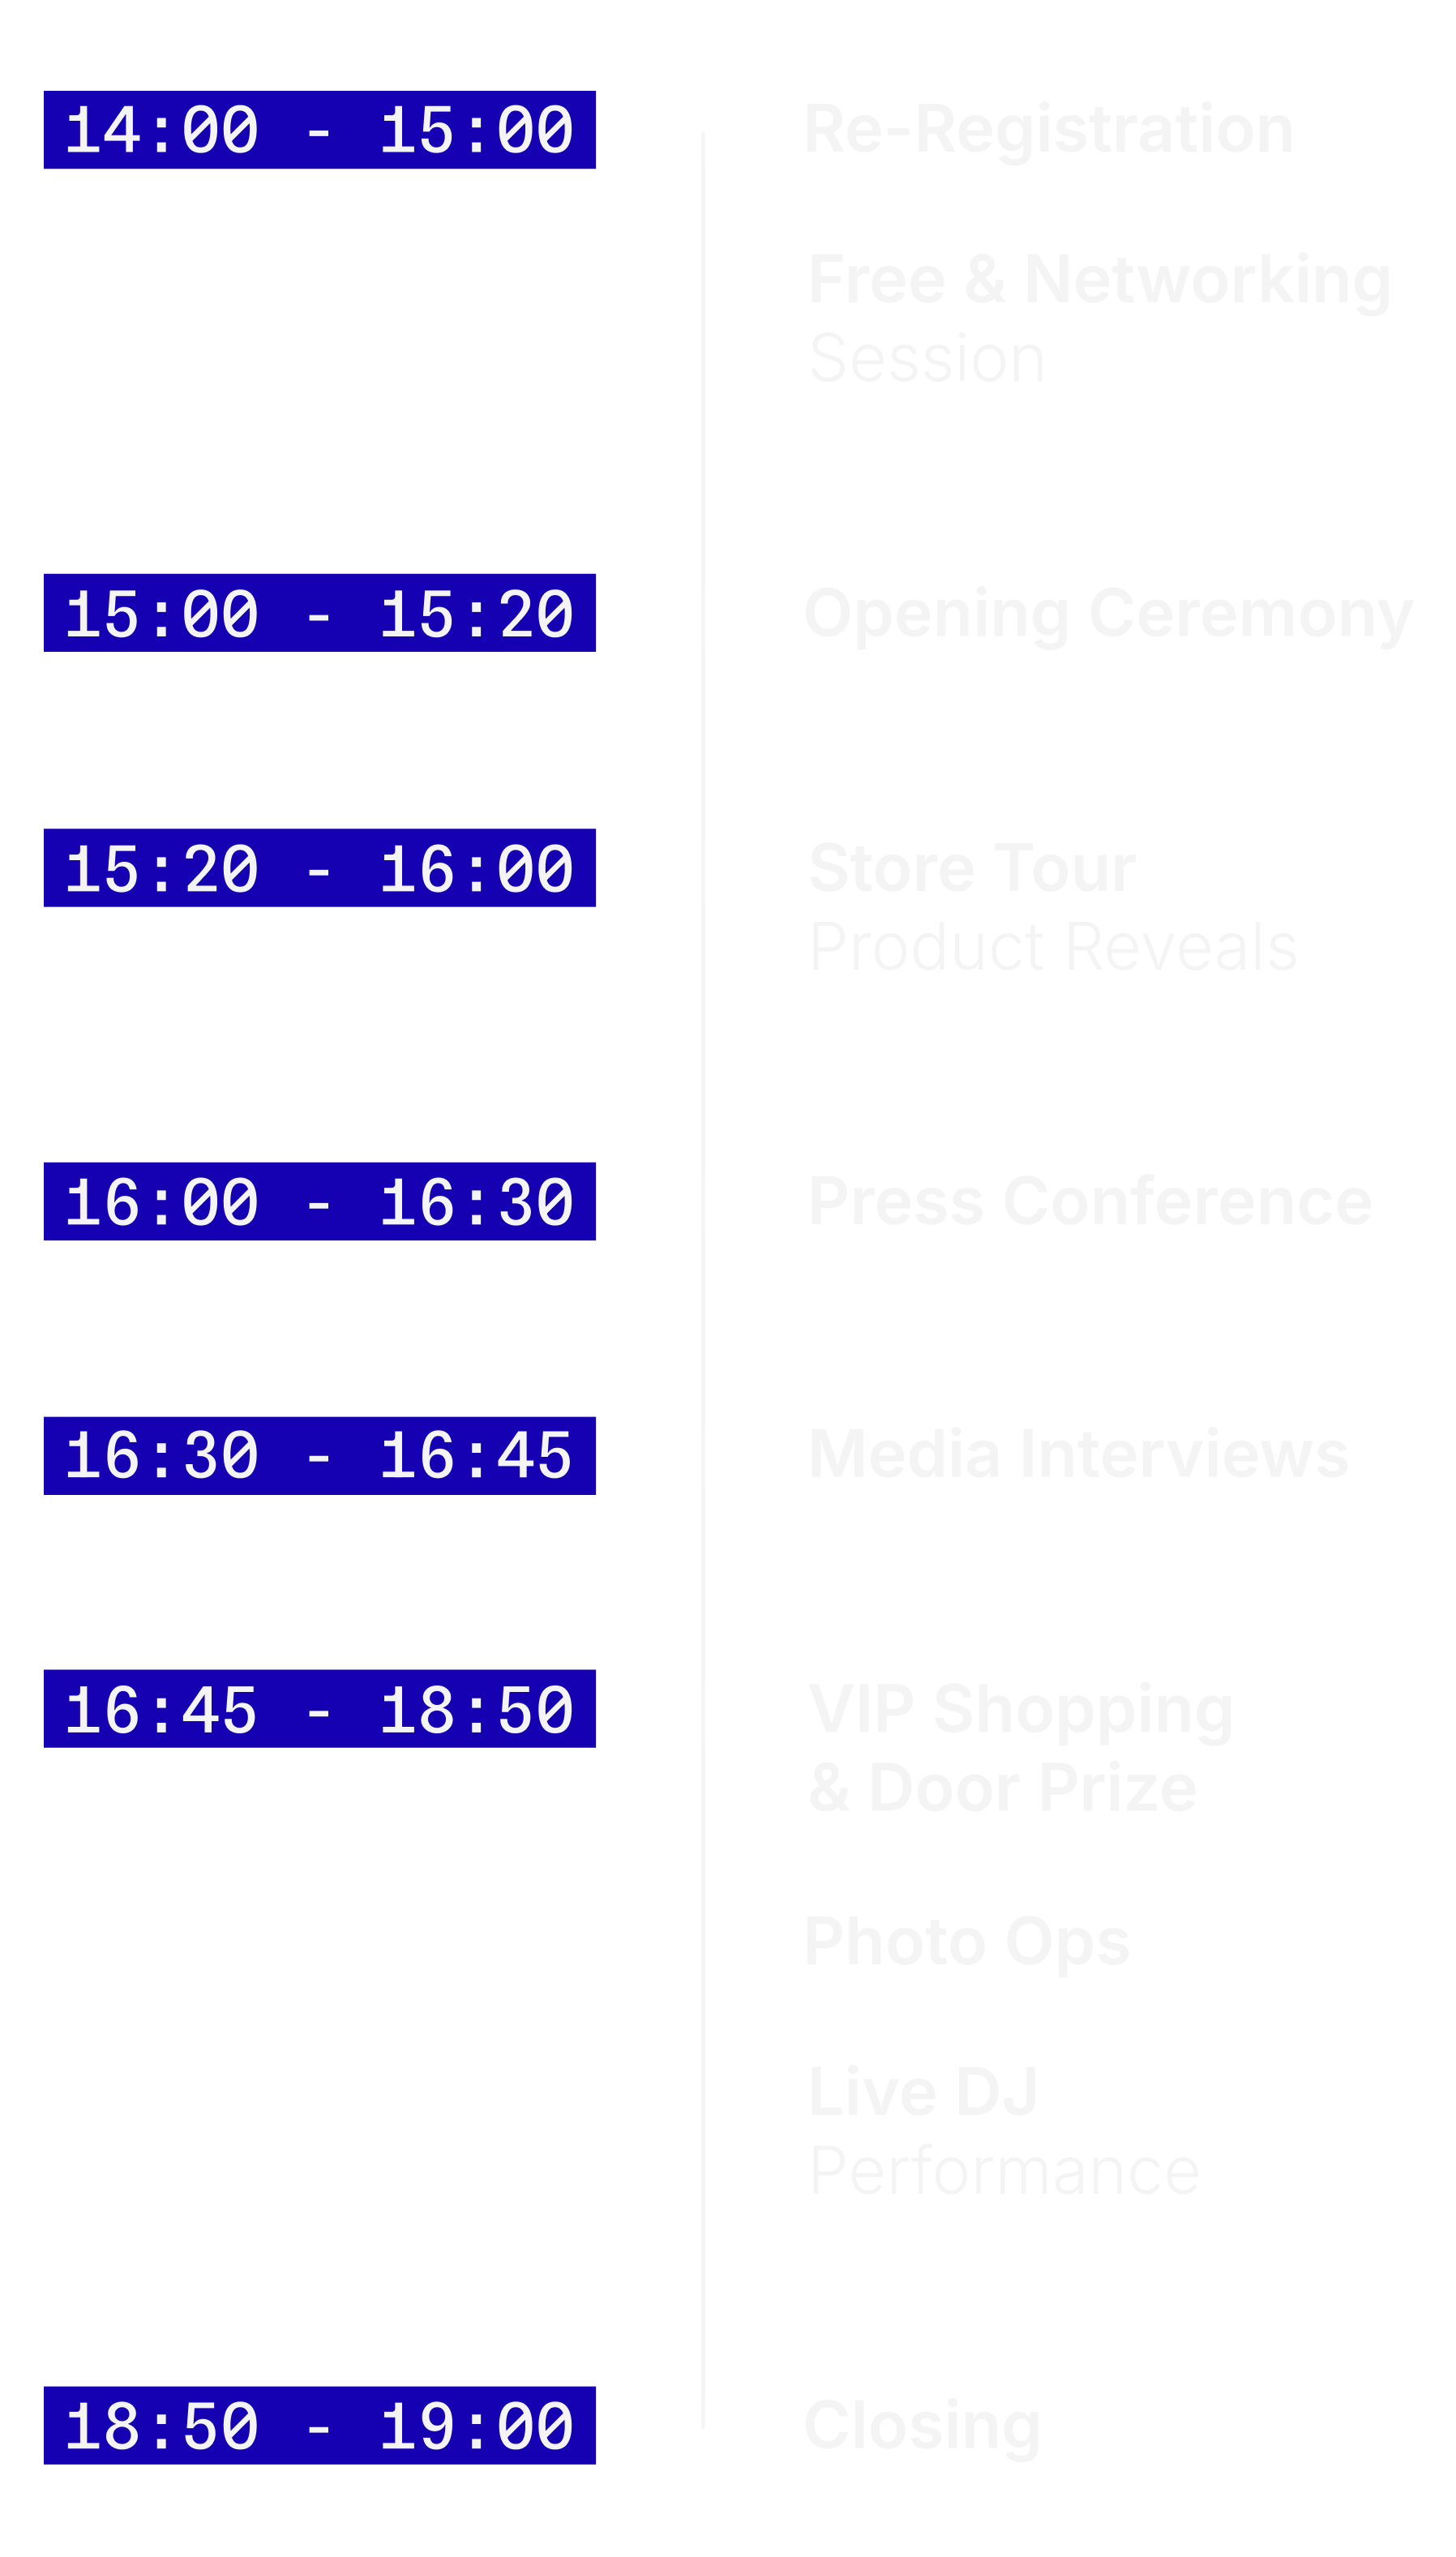 14:00 - 15:00
Re-Registration
Free & Networking
Session
15:00 - 15:20
Opening Ceremony
15:20 - 16:00
Store Tour
Product Reveals
16:00 - 16:30
Press Conference
16:30 - 16:45
Media Interviews
16:45 - 18:50
VIP Shopping
& Door Prize
Photo Ops
Live DJ
Performance
18:50 - 19:00
Closing